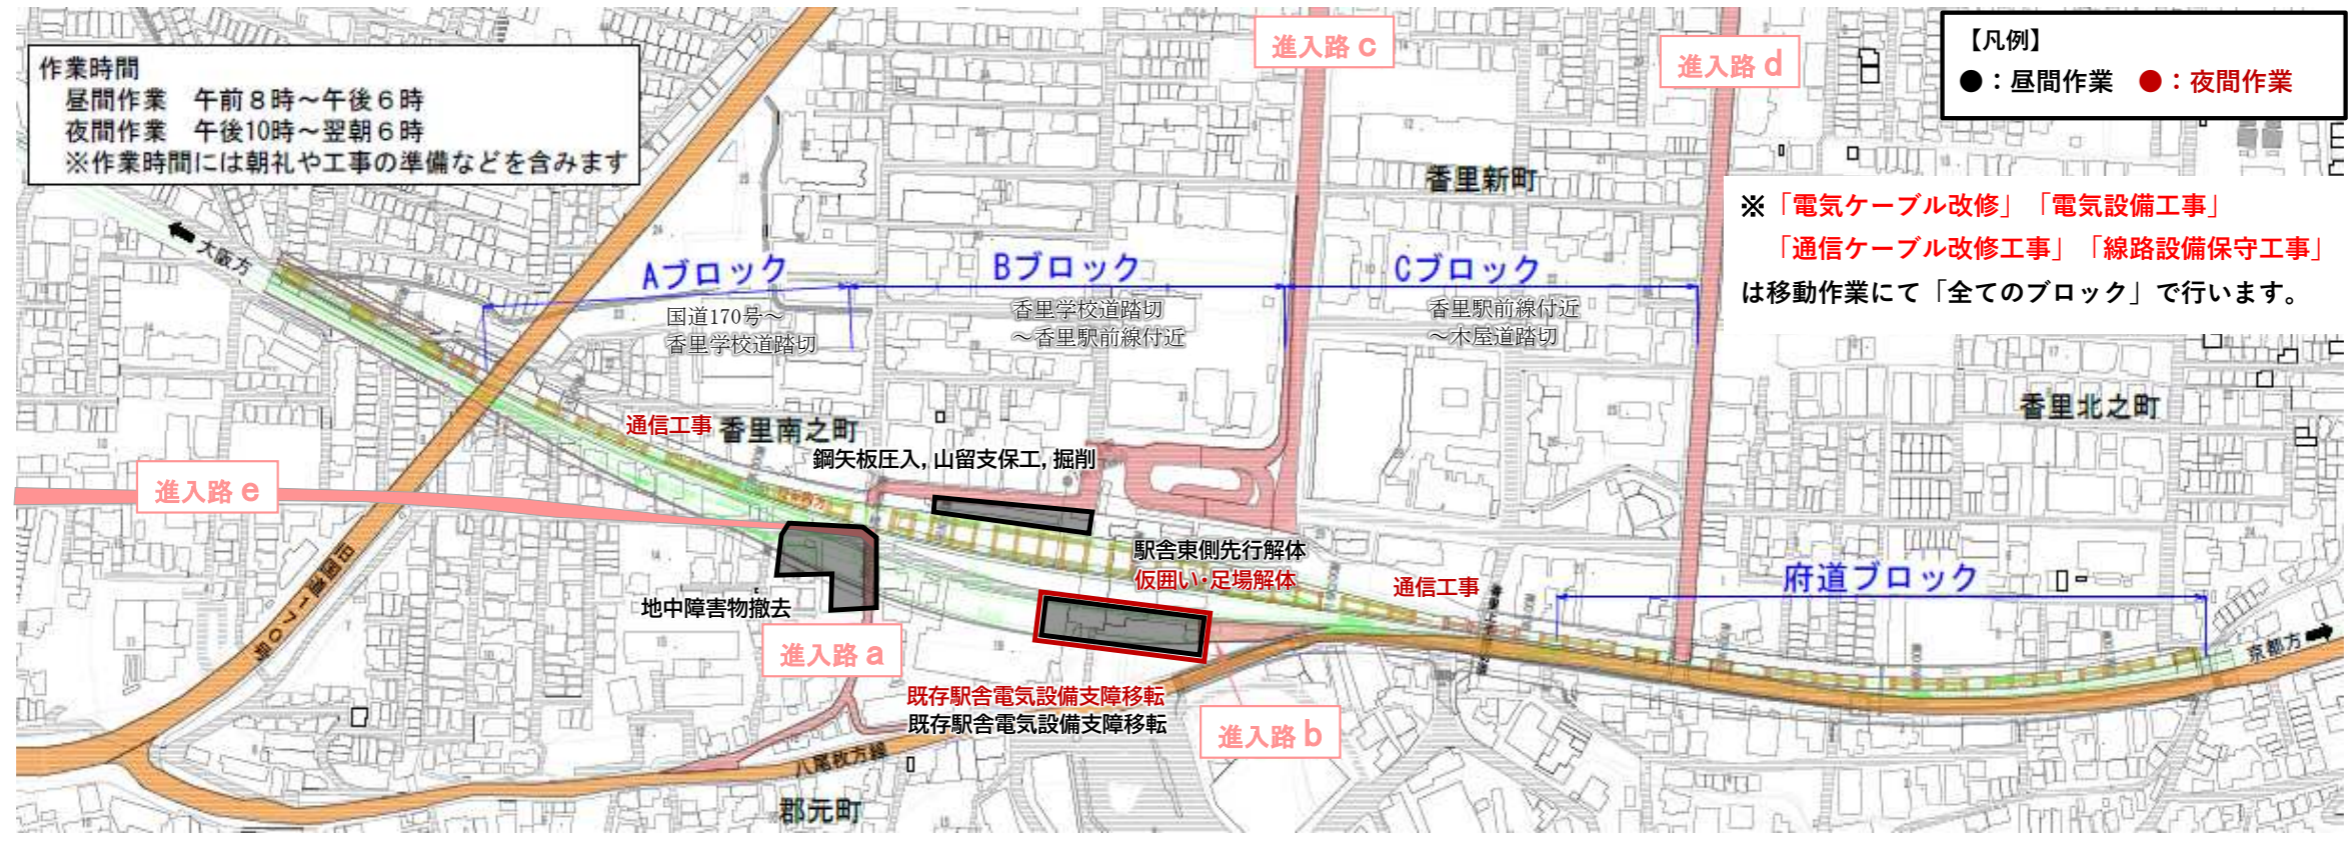 作業時間
昼間作業 午前８時～午後６時
夜間作業 午後10時～翌朝６時
※作業時間には朝礼や工事の準備などを含みます
進入路 c
進入路 d
【凡例】
●：昼間作業 ●：夜間作業
香里新町
※「電気ケーブル改修」「電気設備工事」
「通信ケーブル改修工事」「線路設備保守工事」
は移動作業にて「全てのブロック」で行います。
大阪方
Aブロック
国道170号～
香里学校道踏切
Bブロック
香里学校道踏切
～香里駅前線付近
Cブロック
香里駅前線付近
～木屋道踏切
香里北之町
通信工事
香里南之町
鋼矢板圧入, 山留支保工, 掘削
進入路 e
駅舎東側先行解体
仮囲い・足場解体
通信工事
府道ブロック
旧国道170号
地中障害物撤去
進入路 a
京都方
既存駅舎電気設備支障移転
既存駅舎電気設備支障移転
進入路 b
八尾枚方線
郡元町